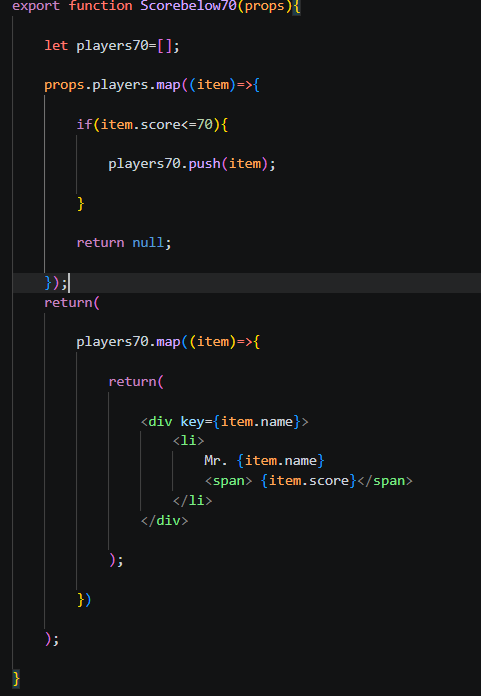 export function Scorebelow70(props){
let players70=[];
props.players.map((item)=>{
if(item.score<=70){
players70.push(item);
}
return null;
});
return(
players70.map((item)=>{
return(
<div key={item.name}>
<li>
Mr. {item.name}
<span> {item.score}</span>
</li>
</div>
);
})
);
}